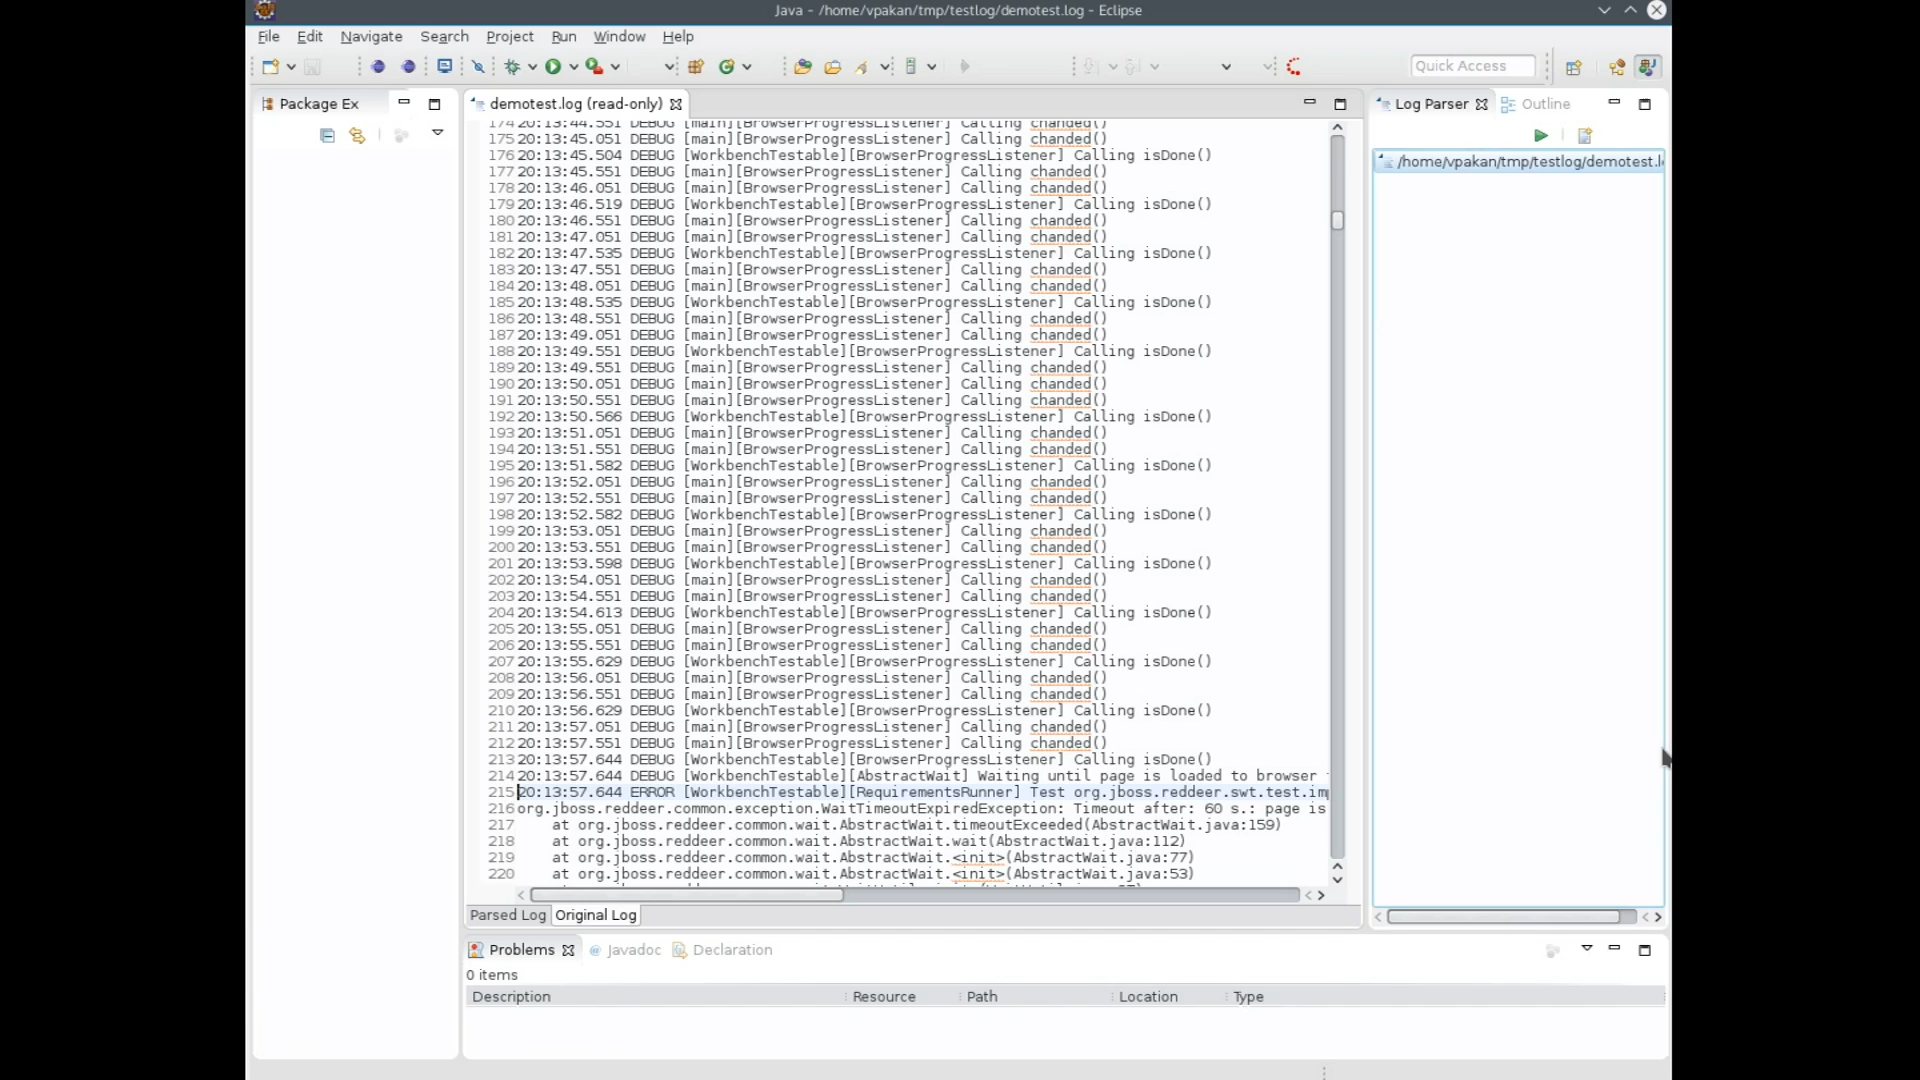 Java - /home/vpakan/tmp/testlog/demotest.log - Eclipse
File Edit Navigate Search Project Run Window Help
Quick Access
Package Ex
demotest.log (read-only)
Log Parser
Outline
/home/vpakan/tmp/testlog/demotest.l
174 20:13:44.551 DEBUG [main][BrowserProgressListener] Calling chanded()
175 20:13:45.051 DEBUG [main][BrowserProgressListener] Calling chanded()
176 20:13:45.504 DEBUG [WorkbenchTestable][BrowserProgressListener] Calling isDone()
177 20:13:45.551 DEBUG [main][BrowserProgressListener] Calling chanded()
178 20:13:46.051 DEBUG [main][BrowserProgressListener] Calling chanded()
179 20:13:46.519 DEBUG [WorkbenchTestable][BrowserProgressListener] Calling isDone()
180 20:13:46.551 DEBUG [main][BrowserProgressListener] Calling chanded()
181 20:13:47.051 DEBUG [main][BrowserProgressListener] Calling chanded()
182 20:13:47.535 DEBUG [WorkbenchTestable][BrowserProgressListener] Calling isDone()
183 20:13:47.551 DEBUG [main][BrowserProgressListener] Calling chanded()
184 20:13:48.051 DEBUG [main][BrowserProgressListener] Calling chanded()
185 20:13:48.535 DEBUG [WorkbenchTestable][BrowserProgressListener] Calling isDone()
186 20:13:48.551 DEBUG [main][BrowserProgressListener] Calling chanded()
187 20:13:49.051 DEBUG [main][BrowserProgressListener] Calling chanded()
188 20:13:49.551 DEBUG [WorkbenchTestable][BrowserProgressListener] Calling isDone()
189 20:13:49.551 DEBUG [main][BrowserProgressListener] Calling chanded()
190 20:13:50.051 DEBUG [main][BrowserProgressListener] Calling chanded()
191 20:13:50.551 DEBUG [main][BrowserProgressListener] Calling chanded()
192 20:13:50.566 DEBUG [WorkbenchTestable][BrowserProgressListener] Calling isDone()
193 20:13:51.051 DEBUG [main][BrowserProgressListener] Calling chanded()
194 20:13:51.551 DEBUG [main][BrowserProgressListener] Calling chanded()
195 20:13:51.582 DEBUG [WorkbenchTestable][BrowserProgressListener] Calling isDone()
196 20:13:52.051 DEBUG [main][BrowserProgressListener] Calling chanded()
197 20:13:52.551 DEBUG [main][BrowserProgressListener] Calling chanded()
198 20:13:52.582 DEBUG [WorkbenchTestable][BrowserProgressListener] Calling isDone()
199 20:13:53.051 DEBUG [main][BrowserProgressListener] Calling chanded()
200 20:13:53.551 DEBUG [main][BrowserProgressListener] Calling chanded()
201 20:13:53.598 DEBUG [WorkbenchTestable][BrowserProgressListener] Calling isDone()
202 20:13:54.051 DEBUG [main][BrowserProgressListener] Calling chanded()
203 20:13:54.551 DEBUG [main][BrowserProgressListener] Calling chanded()
204 20:13:54.613 DEBUG [WorkbenchTestable][BrowserProgressListener] Calling isDone()
205 20:13:55.051 DEBUG [main][BrowserProgressListener] Calling chanded()
206 20:13:55.551 DEBUG [main][BrowserProgressListener] Calling chanded()
207 20:13:55.629 DEBUG [WorkbenchTestable][BrowserProgressListener] Calling isDone()
208 20:13:56.051 DEBUG [main][BrowserProgressListener] Calling chanded()
209 20:13:56.551 DEBUG [main][BrowserProgressListener] Calling chanded()
210 20:13:56.629 DEBUG [WorkbenchTestable][BrowserProgressListener] Calling isDone()
211 20:13:57.051 DEBUG [main][BrowserProgressListener] Calling chanded()
212 20:13:57.551 DEBUG [main][BrowserProgressListener] Calling chanded()
213 20:13:57.644 DEBUG [WorkbenchTestable][BrowserProgressListener] Calling isDone()
214 20:13:57.644 DEBUG [WorkbenchTestable][AbstractWait] Waiting until page is loaded to browser
215 20:13:57.644 ERROR [WorkbenchTestable][RequirementsRunner] Test org.jboss.reddeer.swt.test.im
216 org.jboss.reddeer.common.exception.WaitTimeoutExpiredException: Timeout after: 60 s.: page is
217 at org.jboss.reddeer.common.wait.AbstractWait.timeoutExceeded(AbstractWait.java:159)
218 at org.jboss.reddeer.common.wait.AbstractWait.wait(AbstractWait.java:112)
219 at org.jboss.reddeer.common.wait.AbstractWait.<init>(AbstractWait.java:77)
220 at org.jboss.reddeer.common.wait.AbstractWait.<init>(AbstractWait.java:53)
Parsed Log Original Log
Problems Javadoc Declaration
0 items
Description Resource Path Location Type